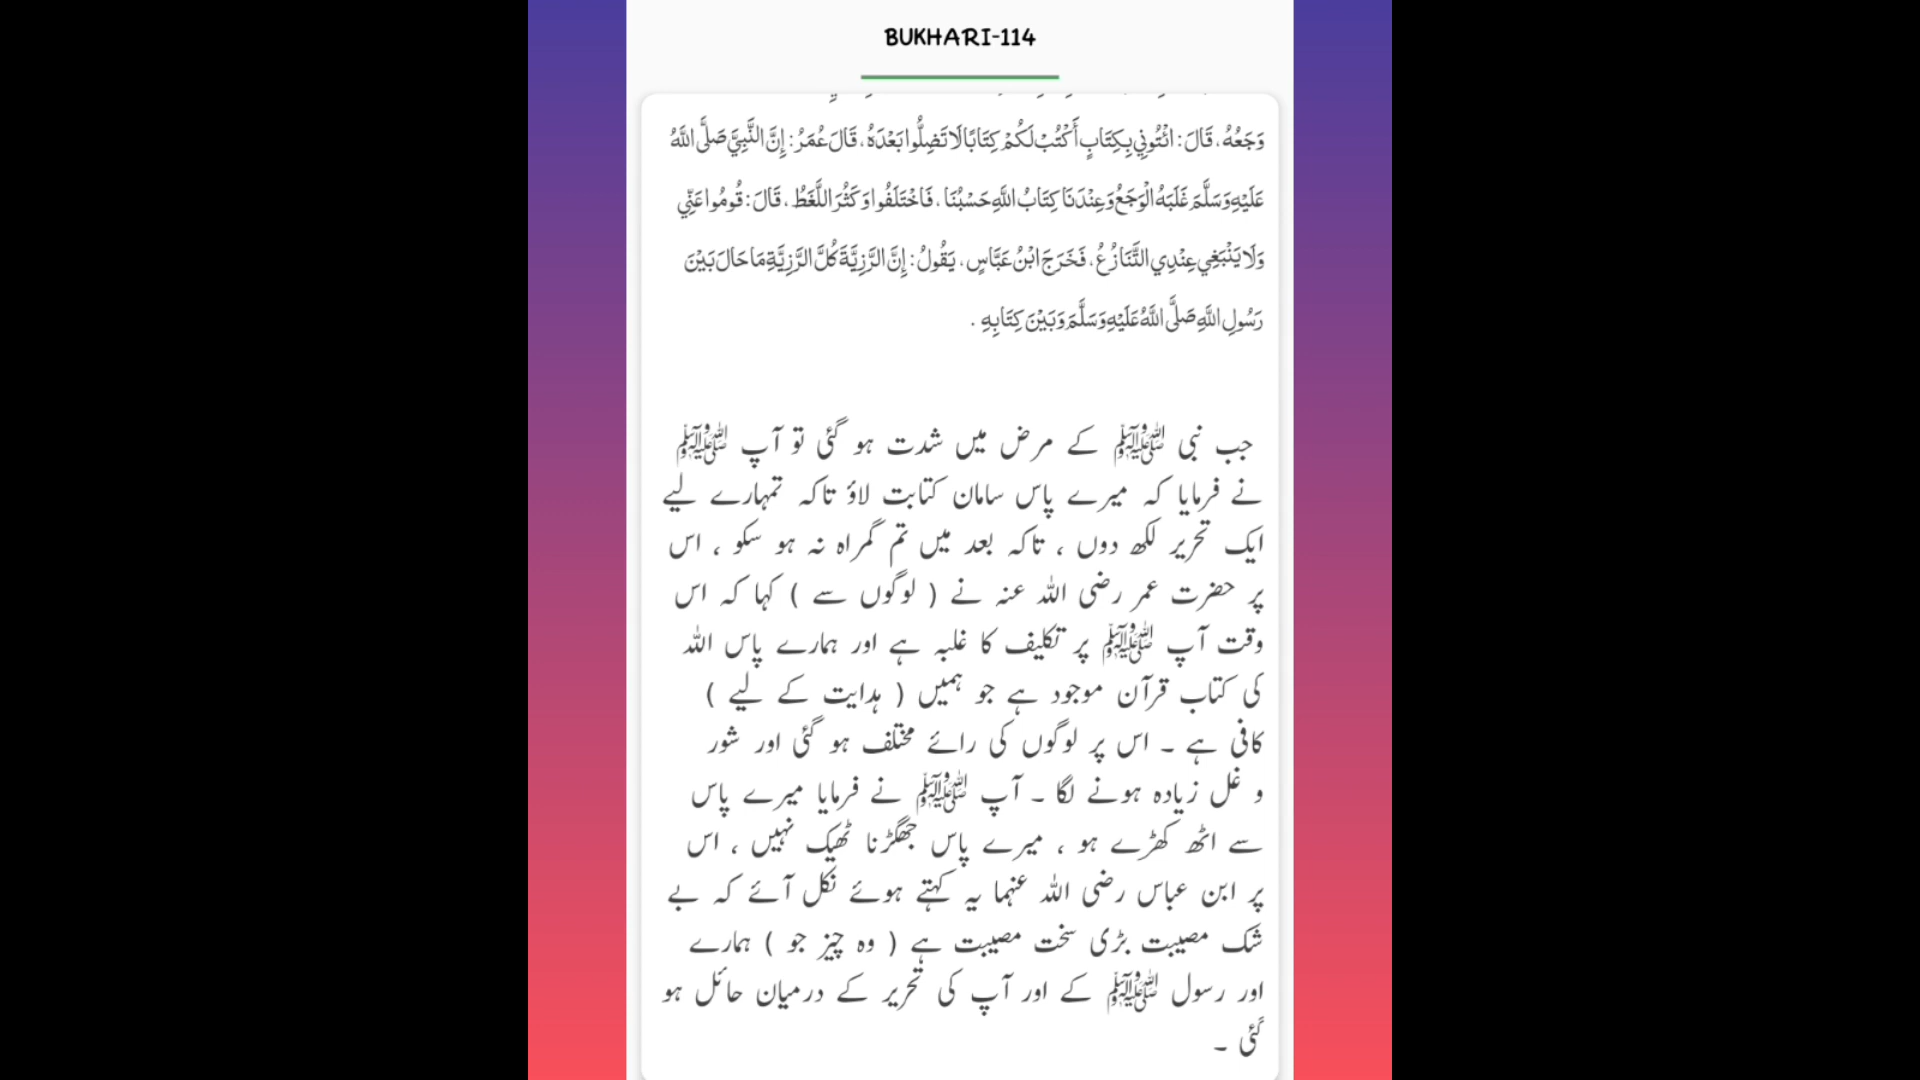 BUKHARI-114
وَجَعُهُ، قَالَ: ائْتُونِي بِكِتَابٍ أَكْتُبْ لَكُمْ كِتَابًا لَا تَضِلُّوا بَعْدَهُ، قَالَ عُمَرُ: إِنَّ النَّبِيَّ صَلَّى اللَّهُ
عَلَيْهِ وَسَلَّمَ غَلَبَهُ الْوَجَعُ وَعِنْدَنَا كِتَابُ اللَّهِ حَسْبُنَا، فَاخْتَلَفُوا وَكَثُرَ اللَّغَطُ، قَالَ: قُومُوا عَنِّي
وَلَا يَنْبَغِي عِنْدِي التَّنَازُعُ، فَخَرَجَ ابْنُ عَبَّاسٍ، يَقُولُ: إِنَّ الرَّزِيَّةَ كُلَّ الرَّزِيَّةِ مَا حَالَ بَيْنَ
رَسُولِ اللَّهِ صَلَّى اللَّهُ عَلَيْهِ وَسَلَّمَ وَبَيْنَ كِتَابِهِ .
جب نبی ﷺ کے مرض میں شدت ہو گئی تو آپ ﷺ
نے فرمایا کہ میرے پاس سامان کتابت لاؤ تاکہ تمہارے لیے
ایک تحریر لکھ دوں ، تاکہ بعد میں تم گمراہ نہ ہو سکو ، اس
پر حضرت عمر رضی اللہ عنہ نے ( لوگوں سے ) کہا کہ اس
وقت آپ ﷺ پر تکلیف کا غلبہ ہے اور ہمارے پاس اللہ
کی کتاب قرآن موجود ہے جو ہمیں ( ہدایت کے لیے )
کافی ہے ۔ اس پر لوگوں کی رائے مختلف ہو گئی اور شور
و غل زیادہ ہونے لگا ۔ آپ ﷺ نے فرمایا میرے پاس
سے اٹھ کھڑے ہو ، میرے پاس جھگڑنا ٹھیک نہیں ، اس
پر ابن عباس رضی اللہ عنہما یہ کہتے ہوئے نکل آئے کہ بے
شک مصیبت بڑی سخت مصیبت ہے ( وہ چیز جو ) ہمارے
اور رسول ﷺ کے اور آپ کی تحریر کے درمیان حائل ہو
گئی ۔